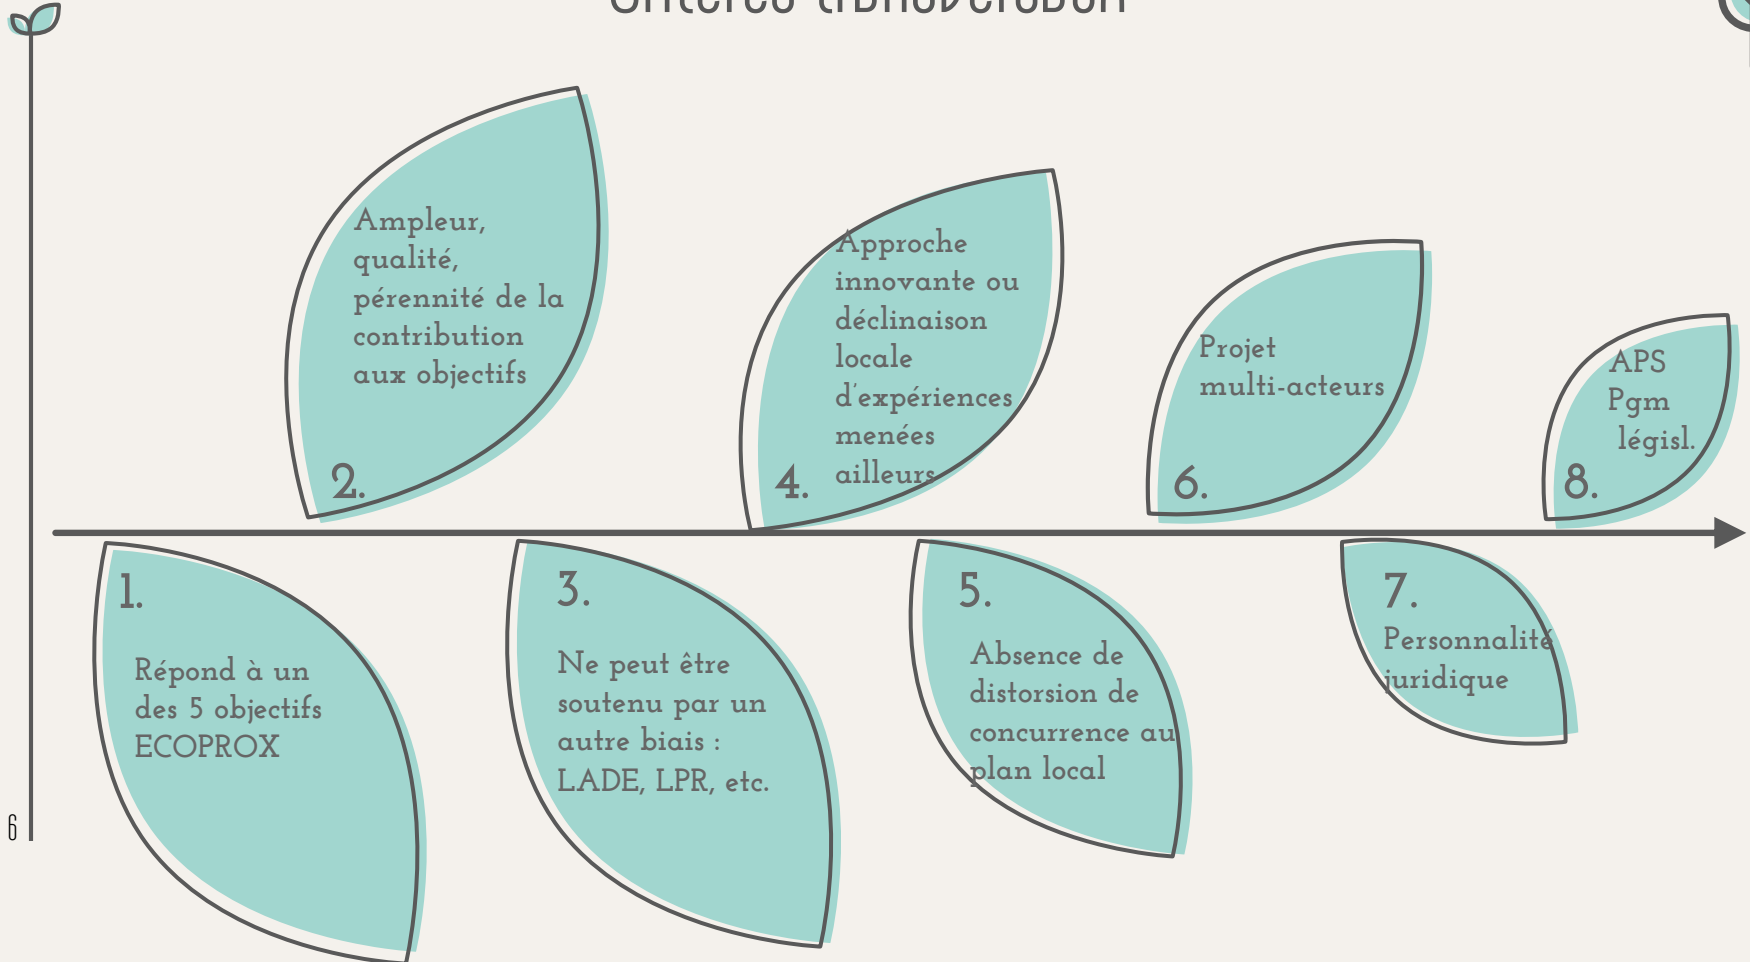 Critères transversaux
1.
Répond à un
des 5 objectifs
ECOPROX
2.
Ampleur,
qualité,
pérennité de la
contribution
aux objectifs
3.
Ne peut être
soutenu par un
autre biais :
LADE, LPR, etc.
4.
Approche
innovante ou
déclinaison
locale
d'expériences
menées
ailleurs
5.
Absence de
distorsion de
concurrence au
plan local
6.
Projet
multi-acteurs
7.
Personnalité
juridique
8.
APS
Pgm
législ.
6